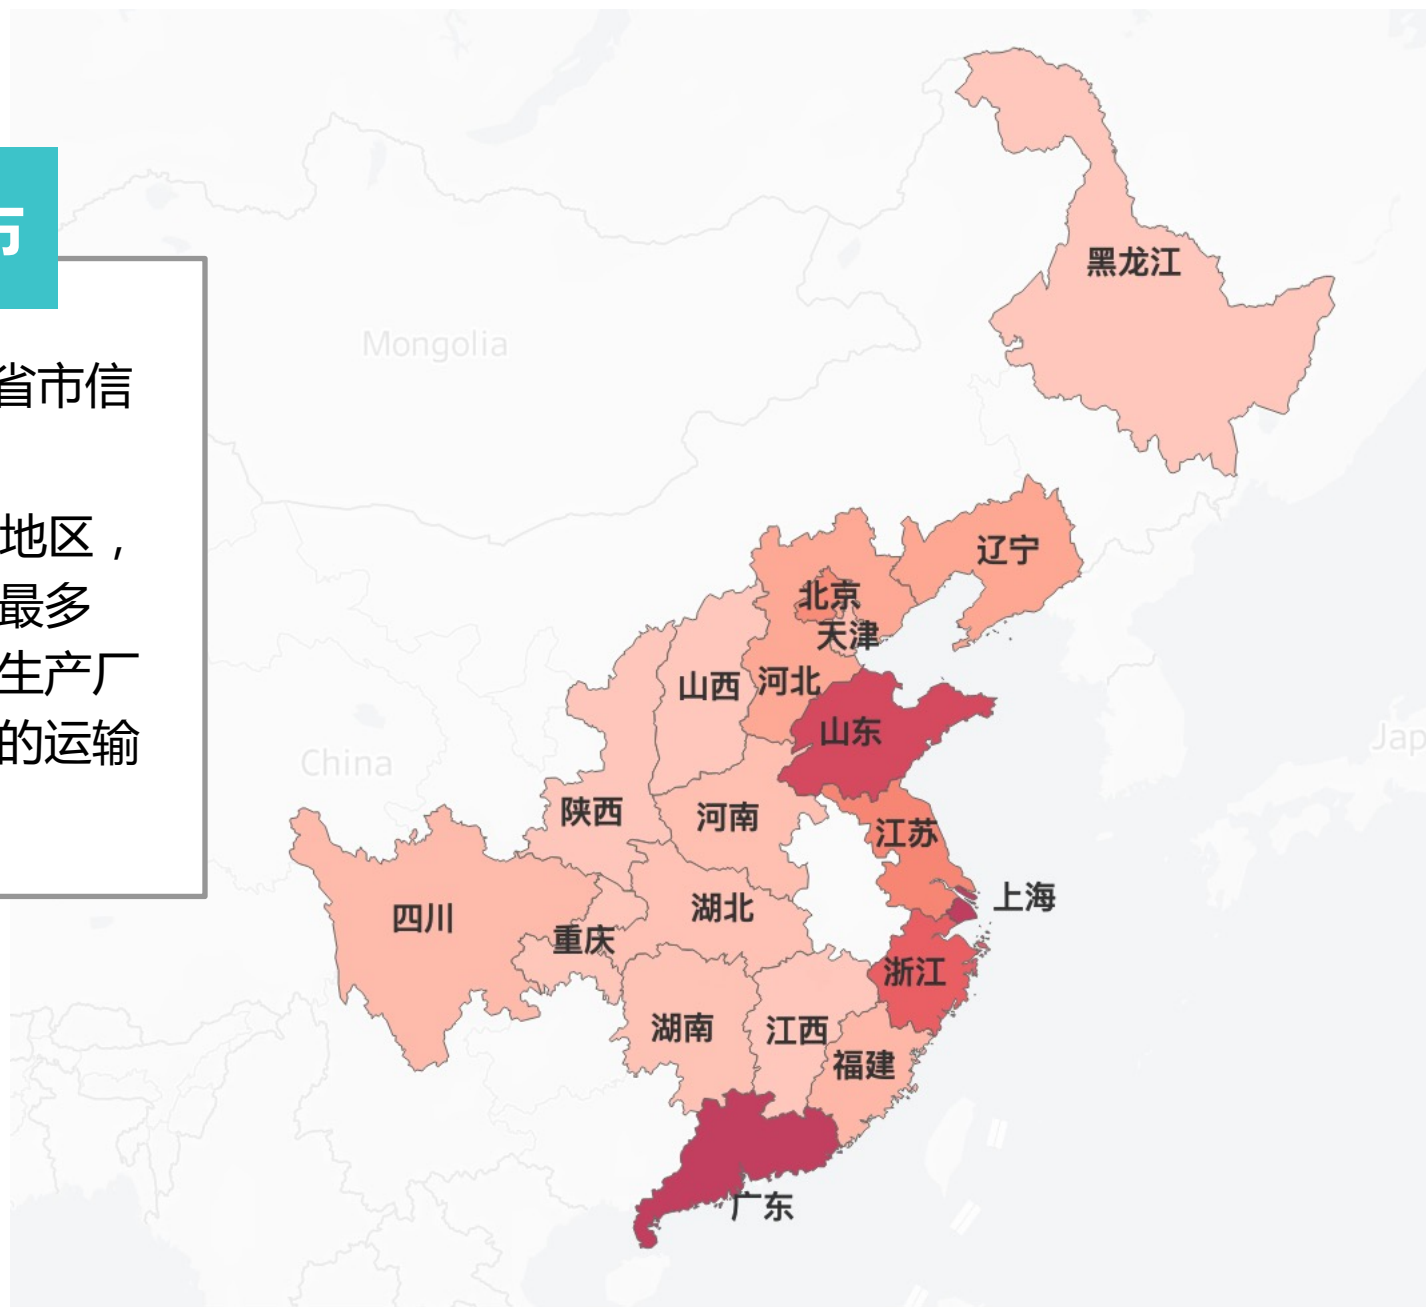 省市信
地区，
最多
生产厂
的运输
黑龙江
Mongolia
辽宁
北京
天津
山西
河北
山东
Jap
China
陕西
河南
江苏
上海
四川
湖北
重庆
浙江
湖南
江西
福建
广东